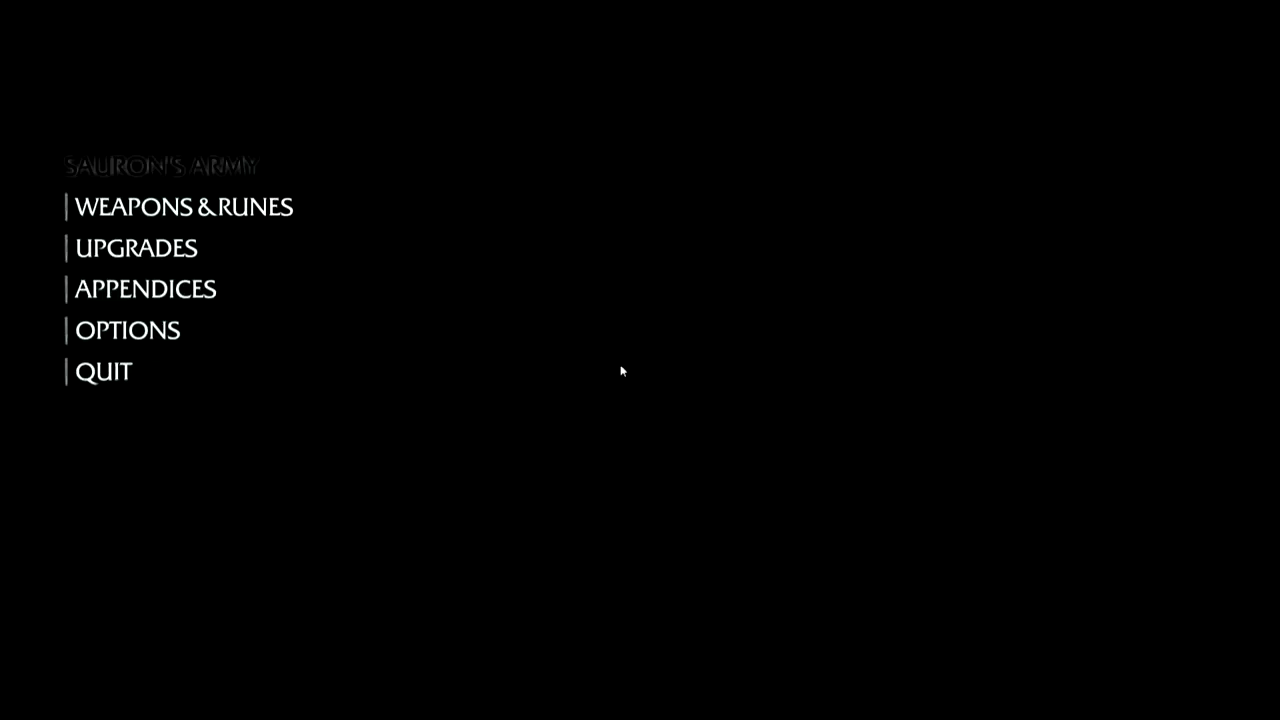 SAURON'S ARMY
WEAPONS & RUNES
UPGRADES
APPENDICES
OPTIONS
QUIT